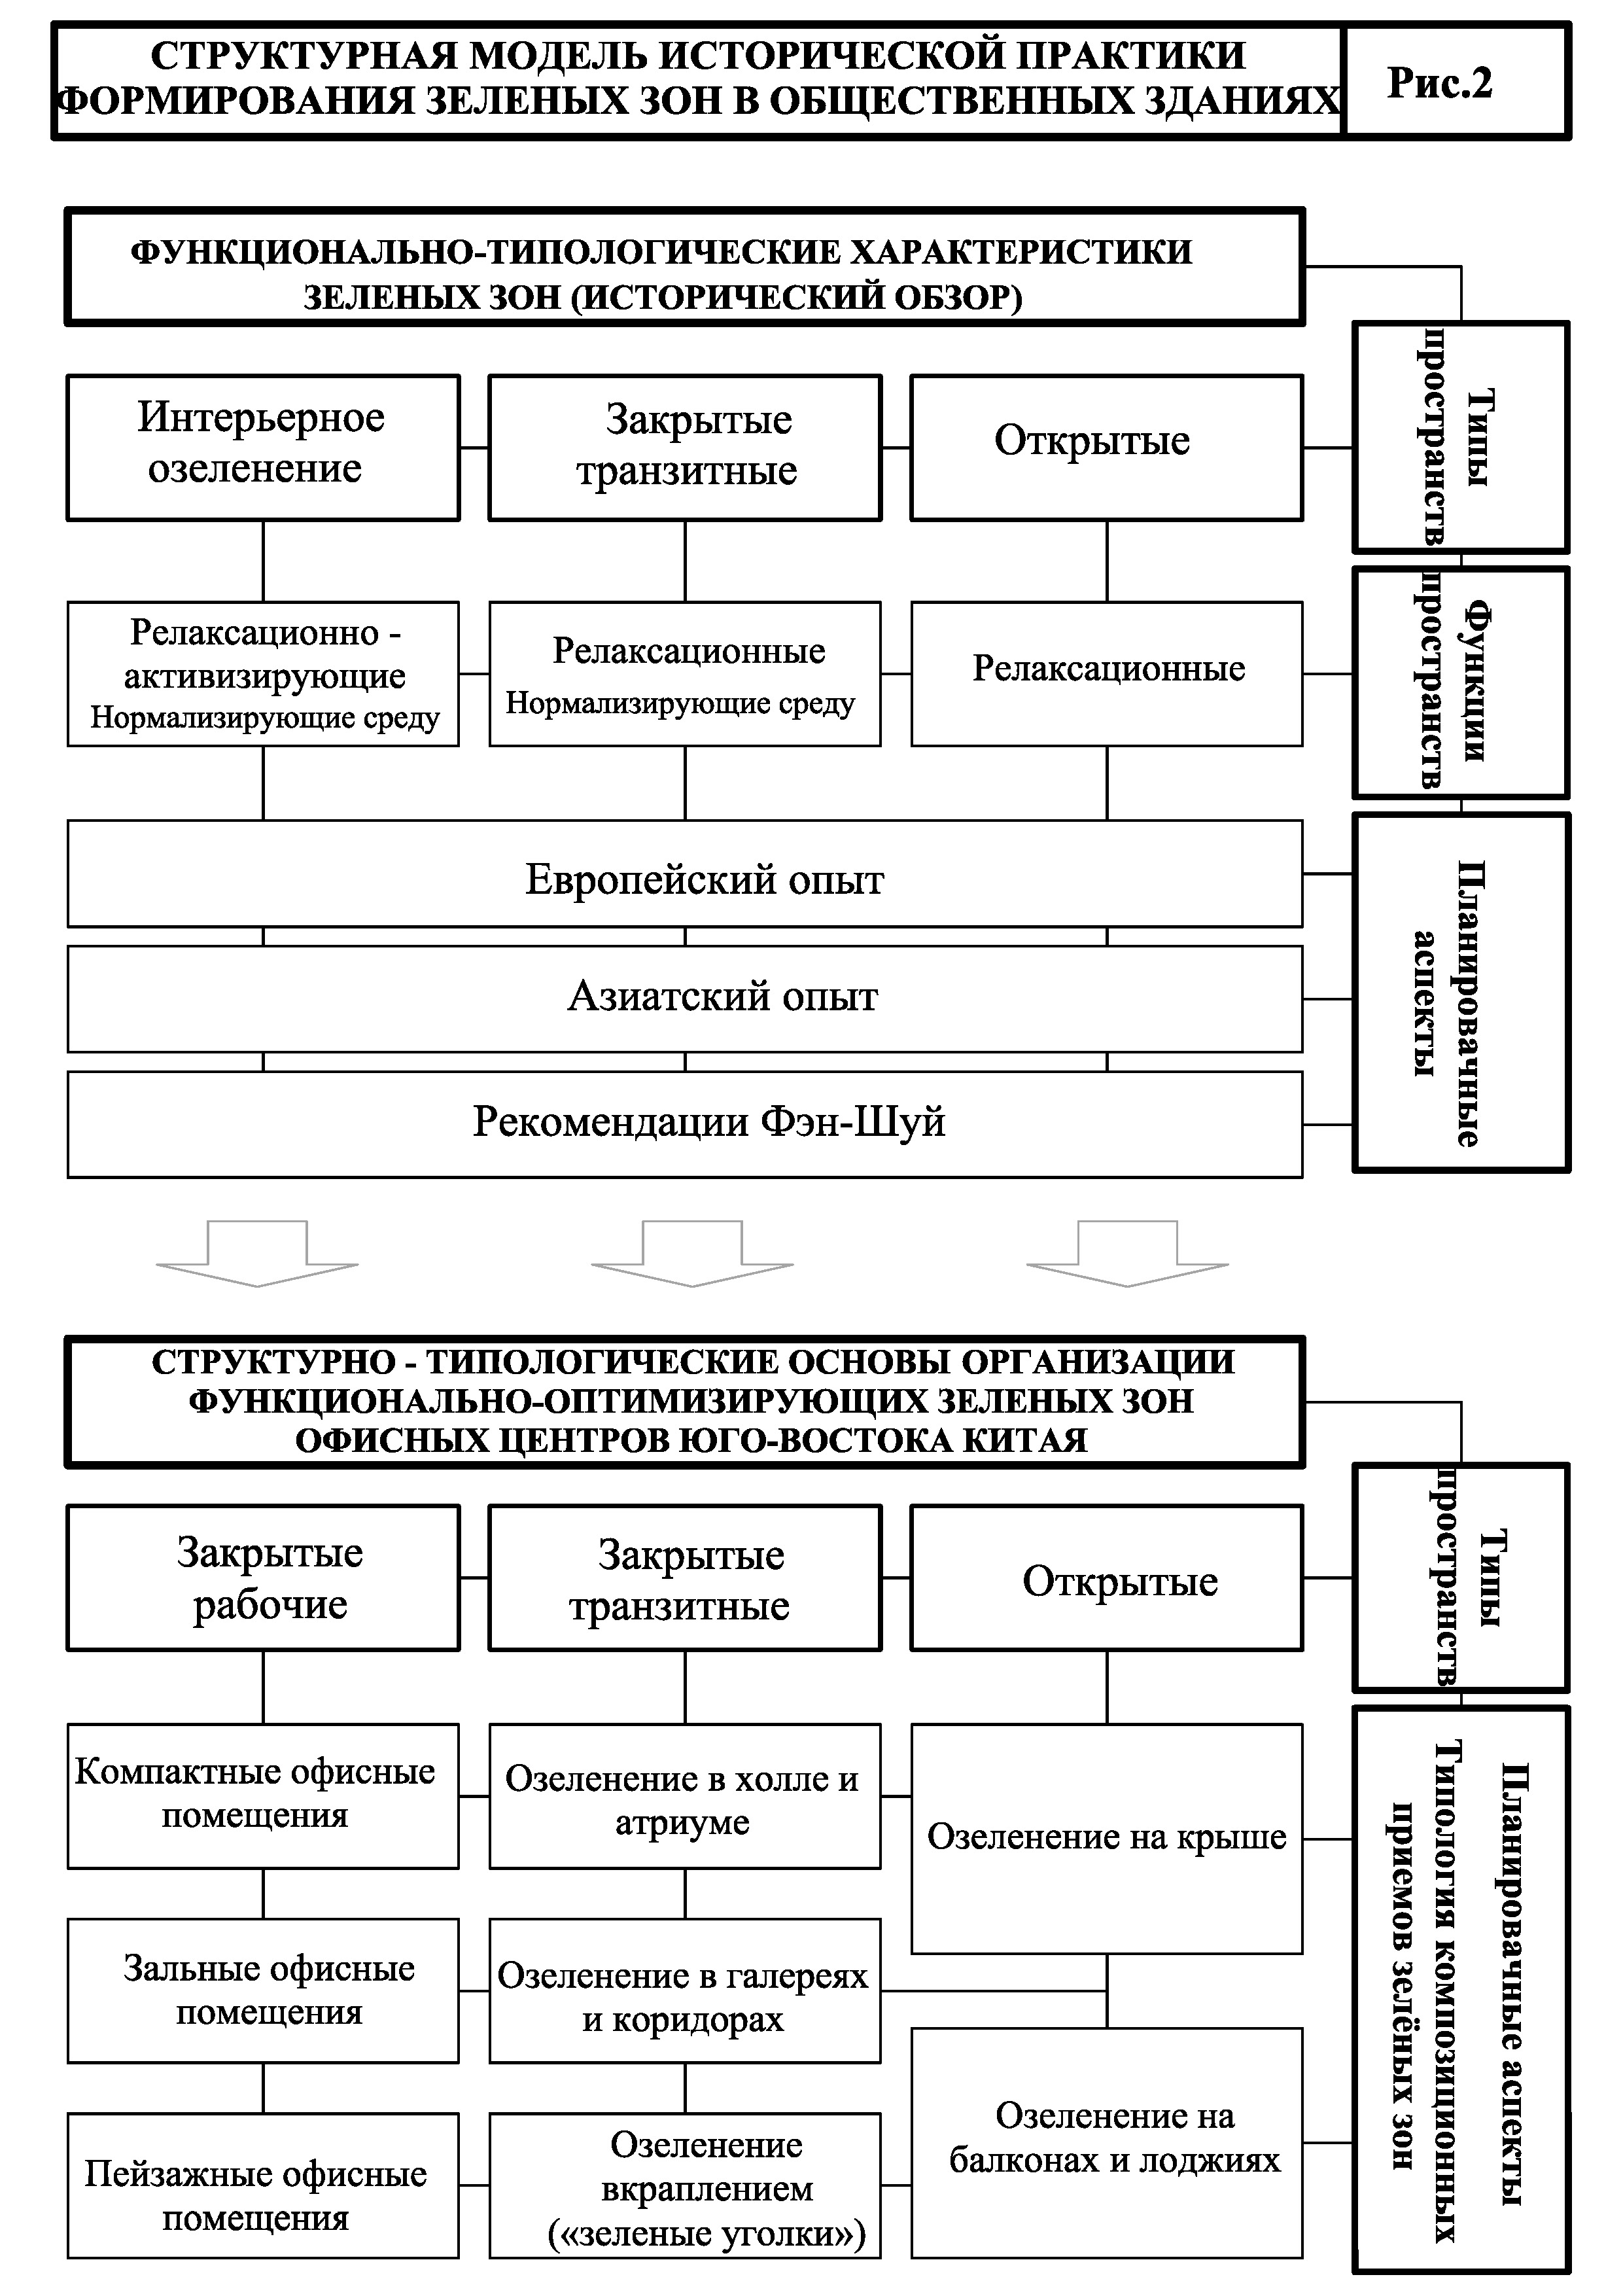 СТРУКТУРНАЯ МОДЕЛЬ ИСТОРИЧЕСКОЙ ПРАКТИКИ
ФОРМИРОВАНИЯ ЗЕЛЕНЫХ ЗОН В ОБЩЕСТВЕННЫХ ЗДАНИЯХ
Рис.2
ФУНКЦИОНАЛЬНО-ТИПОЛОГИЧЕСКИЕ ХАРАКТЕРИСТИКИ
ЗЕЛЕНЫХ ЗОН (ИСТОРИЧЕСКИЙ ОБЗОР)
Интерьерное
озеленение
Закрытые
транзитные
Открытые
Типы
пространств
Релаксационно -
активизирующие
Нормализирующие среду
Релаксационные
Нормализирующие среду
Релаксационные
Функции
пространств
Европейский опыт
Азиатский опыт
Рекомендации Фэн-Шуй
Планировачные
аспекты
СТРУКТУРНО - ТИПОЛОГИЧЕСКИЕ ОСНОВЫ ОРГАНИЗАЦИИ
ФУНКЦИОНАЛЬНО-ОПТИМИЗИРУЮЩИХ ЗЕЛЕНЫХ ЗОН
ОФИСНЫХ ЦЕНТРОВ ЮГО-ВОСТОКА КИТАЯ
Закрытые
рабочие
Закрытые
транзитные
Открытые
Типы
пространств
Компактные офисные
помещения
Озеленение в холле и
атриуме
Озеленение на крыше
Зальные офисные
помещения
Озеленение в галереях
и коридорах
Озеленение на
балконах и лоджиях
Пейзажные офисные
помещения
Озеленение
вкраплением
(«зеленые уголки»)
Планировачные аспекты
Типология композиционных
приемов зелёных зон